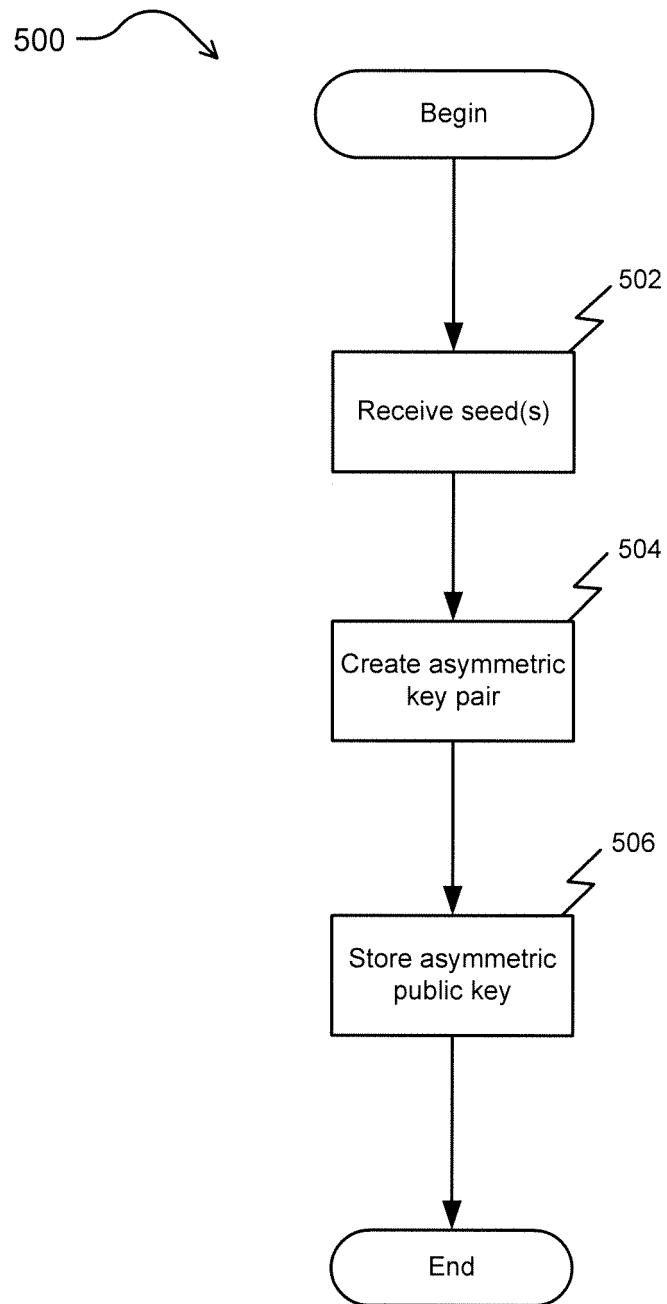 500
Begin
502
Receive seed(s)
504
Create asymmetric
key pair
506
Store asymmetric
public key
End